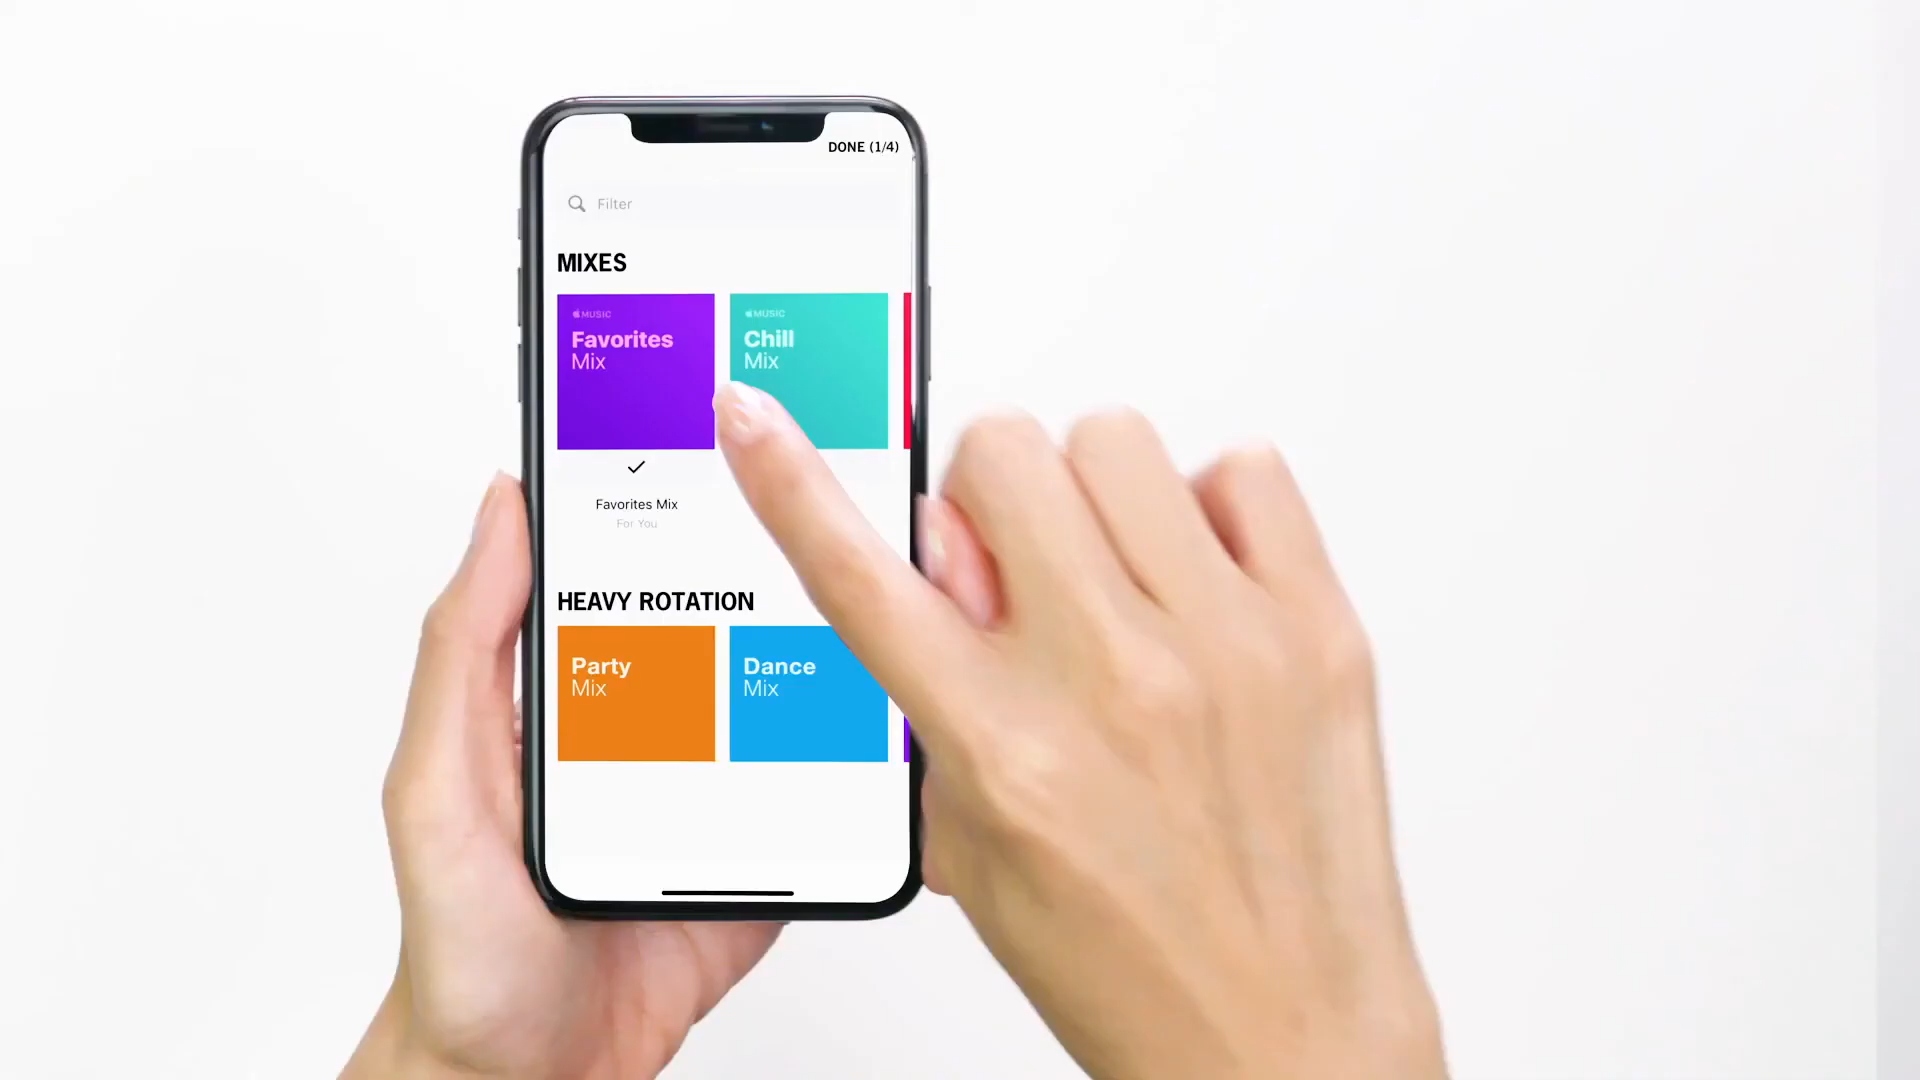 DONE (1/4)
Filter
MIXES
MUSIC
Favorites
Mix
MUSIC
Chill
Mix
Favorites Mix
For You
HEAVY ROTATION
Party
Mix
Dance
Mix